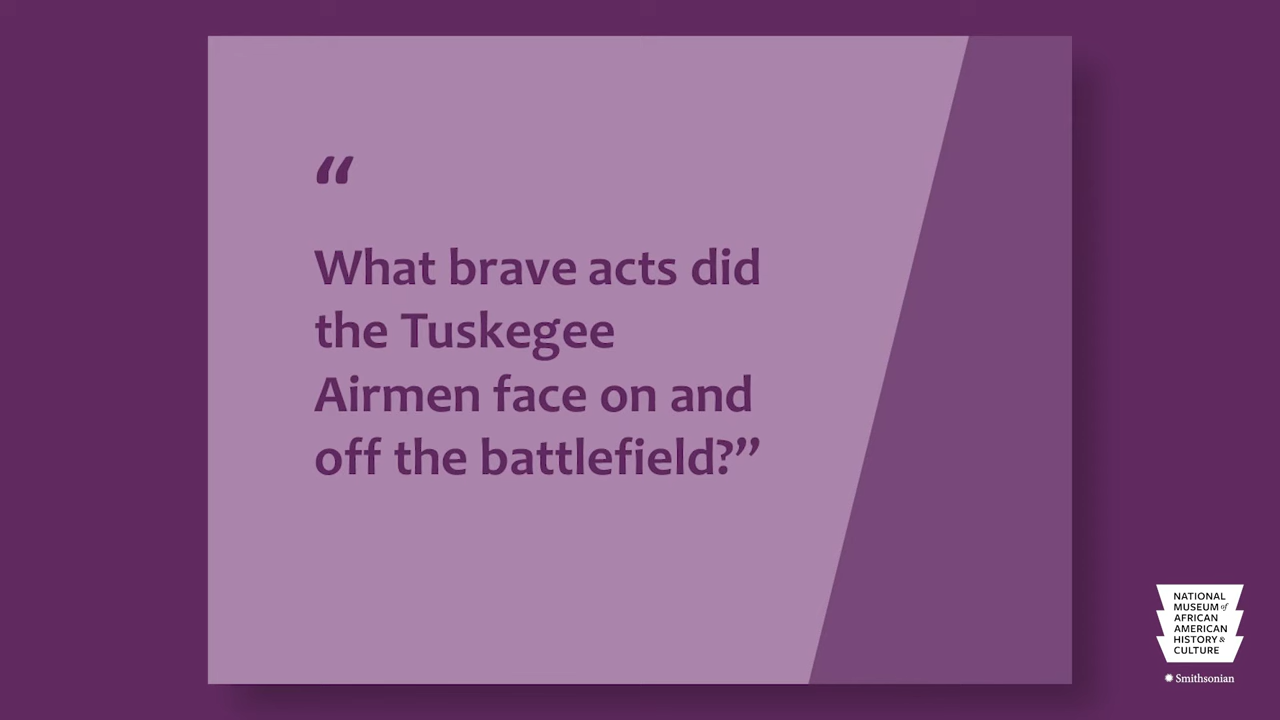 “
What brave acts did
the Tuskegee
Airmen face on and
off the battlefield?”
NATIONAL
MUSEUM of
AFRICAN
AMERICAN
HISTORY &
CULTURE
Smithsonian